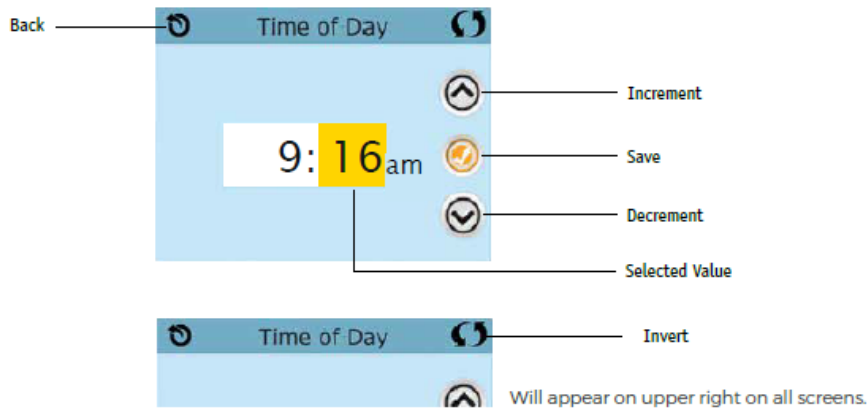 Back
Time of Day
Increment
9:16am
Save
Decrement
Selected Value
Time of Day
Invert
Will appear on upper right on all screens.